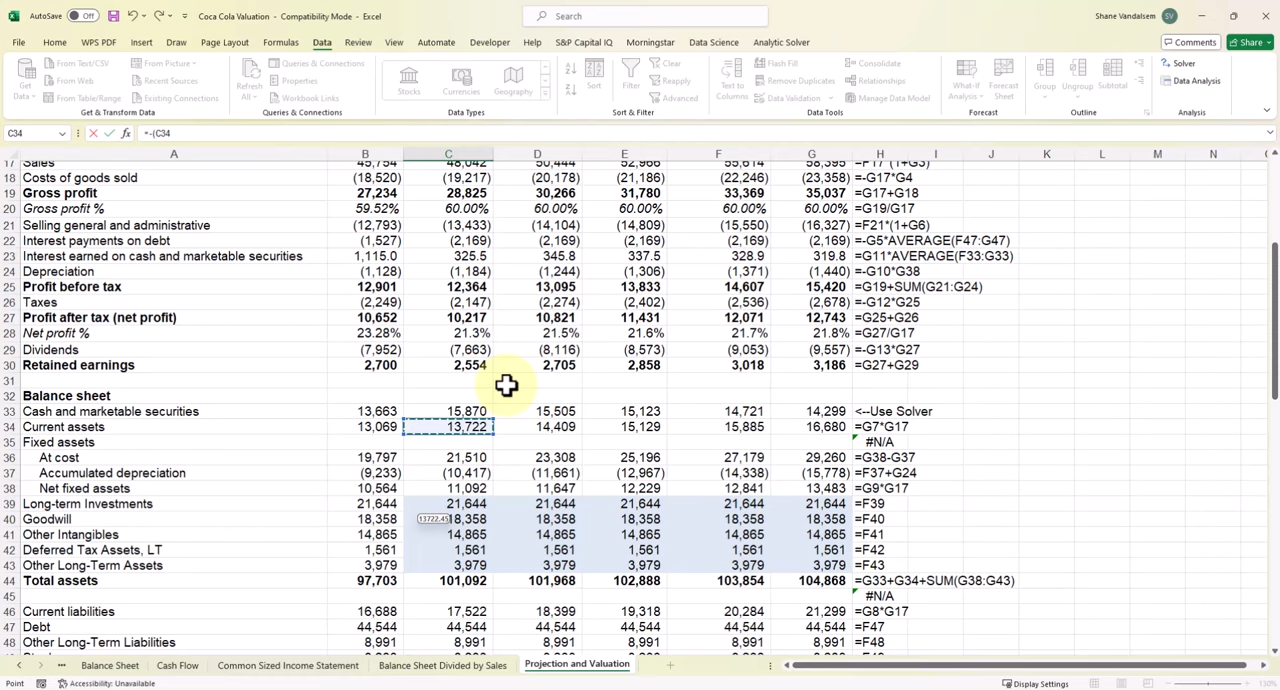 AutoSave Off Coca Cola Valuation - Compatibility Mode - Excel Search Shane Vandalsem SV
File Home WPS PDF Insert Draw Page Layout Formulas Data Review View Automate Developer Help S&P Capital IQ Morningstar Data Science Analytic Solver Comments Share
Get Data From Text/CSV From Picture Refresh All Queries & Connections Stocks Currencies Geography Sort Filter Clear Text to Columns Flash Fill Consolidate What-If Analysis Forecast Sheet Group Ungroup Subtotal Solver
From Web Recent Sources Properties Reapply Remove Duplicates Relationships Data Analysis
From Table/Range Existing Connections Workbook Links Advanced Data Validation Manage Data Model
Get & Transform Data Queries & Connections Data Types Sort & Filter Data Tools Forecast Outline Analysis
C34 fx =-(C34
A B C D E F G H I J K L M N
17 Sales 45,754 48,042 50,444 52,966 55,614 58,395 =F17*(1+G3)
18 Costs of goods sold (18,520) (19,217) (20,178) (21,186) (22,246) (23,358) =-G17*G4
19 Gross profit 27,234 28,825 30,266 31,780 33,369 35,037 =G17+G18
20 Gross profit % 59.52% 60.00% 60.00% 60.00% 60.00% 60.00% =G19/G17
21 Selling general and administrative (12,793) (13,433) (14,104) (14,809) (15,550) (16,327) =F21*(1+G6)
22 Interest payments on debt (1,527) (2,169) (2,169) (2,169) (2,169) (2,169) =-G5*AVERAGE(F47:G47)
23 Interest earned on cash and marketable securities 1,115.0 325.5 345.8 337.5 328.9 319.8 =G11*AVERAGE(F33:G33)
24 Depreciation (1,128) (1,184) (1,244) (1,306) (1,371) (1,440) =-G10*G38
25 Profit before tax 12,901 12,364 13,095 13,833 14,607 15,420 =G19+SUM(G21:G24)
26 Taxes (2,249) (2,147) (2,274) (2,402) (2,536) (2,678) =-G12*G25
27 Profit after tax (net profit) 10,652 10,217 10,821 11,431 12,071 12,743 =G25+G26
28 Net profit % 23.28% 21.3% 21.5% 21.6% 21.7% 21.8% =G27/G17
29 Dividends (7,952) (7,663) (8,116) (8,573) (9,053) (9,557) =-G13*G27
30 Retained earnings 2,700 2,554 2,705 2,858 3,018 3,186 =G27+G29
31
32 Balance sheet
33 Cash and marketable securities 13,663 15,870 15,505 15,123 14,721 14,299 <--Use Solver
34 Current assets 13,069 13,722 14,409 15,129 15,885 16,680 =G7*G17
35 Fixed assets #N/A
36 At cost 19,797 21,510 23,308 25,196 27,179 29,260 =G38-G37
37 Accumulated depreciation (9,233) (10,417) (11,661) (12,967) (14,338) (15,778) =F37+G24
38 Net fixed assets 10,564 11,092 11,647 12,229 12,841 13,483 =G9*G17
39 Long-term Investments 21,644 21,644 21,644 21,644 21,644 21,644 =F39
40 Goodwill 18,358 13722.45 18,358 18,358 18,358 18,358 18,358 =F40
41 Other Intangibles 14,865 14,865 14,865 14,865 14,865 14,865 =F41
42 Deferred Tax Assets, LT 1,561 1,561 1,561 1,561 1,561 1,561 =F42
43 Other Long-Term Assets 3,979 3,979 3,979 3,979 3,979 3,979 =F43
44 Total assets 97,703 101,092 101,968 102,888 103,854 104,868 =G33+G34+SUM(G38:G43)
45 #N/A
46 Current liabilities 16,688 17,522 18,399 19,318 20,284 21,299 =G8*G17
47 Debt 44,544 44,544 44,544 44,544 44,544 44,544 =F47
48 Other Long-Term Liabilities 8,991 8,991 8,991 8,991 8,991 8,991 =F48
Balance Sheet Cash Flow Common Sized Income Statement Balance Sheet Divided by Sales Projection and Valuation
Point Accessibility: Unavailable Display Settings 130%